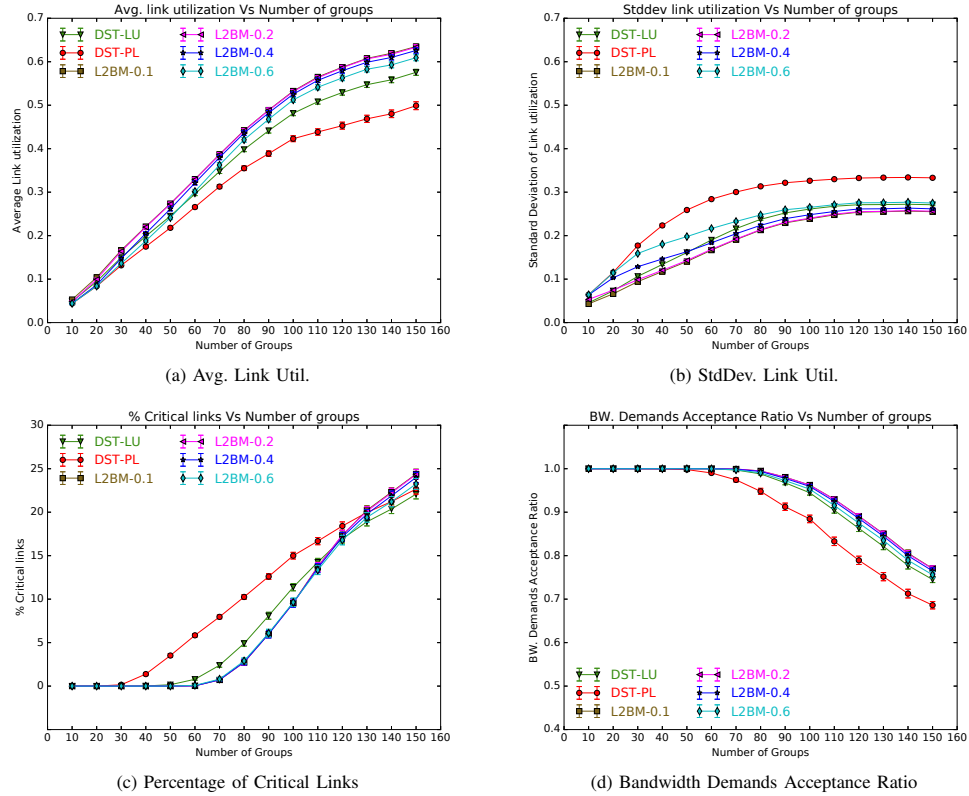 Avg. link utilization Vs Number of groups
0.7
0.6
0.5
0.4
0.3
0.2
0.1
0.0
Average Link utilization
DST-LU
DST-PL
L2BM-0.1
L2BM-0.2
L2BM-0.4
L2BM-0.6
0 10 20 30 40 50 60 70 80 90 100 110 120 130 140 150 160
Number of Groups
(a) Avg. Link Util.
Stddev link utilization Vs Number of groups
0.7
0.6
0.5
0.4
0.3
0.2
0.1
0.0
Standard Deviation of Link utilization
DST-LU
DST-PL
L2BM-0.1
L2BM-0.2
L2BM-0.4
L2BM-0.6
0 10 20 30 40 50 60 70 80 90 100 110 120 130 140 150 160
Number of Groups
(b) StdDev. Link Util.
% Critical links Vs Number of groups
30
25
20
15
10
5
0
% Critical links
DST-LU
DST-PL
L2BM-0.1
L2BM-0.2
L2BM-0.4
L2BM-0.6
0 10 20 30 40 50 60 70 80 90 100 110 120 130 140 150 160
Number of Groups
(c) Percentage of Critical Links
BW. Demands Acceptance Ratio Vs Number of groups
1.0
0.9
0.8
0.7
0.6
0.5
0.4
BW. Demands Acceptance Ratio
DST-LU
DST-PL
L2BM-0.1
L2BM-0.2
L2BM-0.4
L2BM-0.6
0 10 20 30 40 50 60 70 80 90 100 110 120 130 140 150 160
Number of Groups
(d) Bandwidth Demands Acceptance Ratio